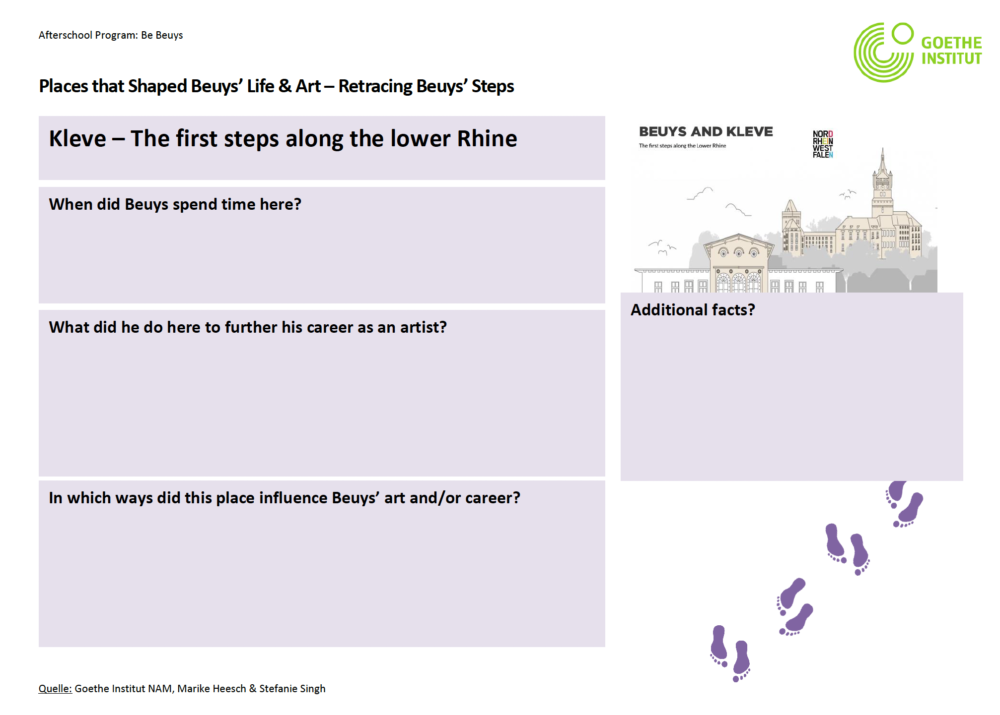 Afterschool Program: Be Beuys
GOETHE
INSTITUT
Places that Shaped Beuys’ Life & Art – Retracing Beuys’ Steps
Kleve – The first steps along the lower Rhine
BEUYS AND KLEVE
The first steps along the Lower Rhine
NORD
RHEIN
WEST
FALEN
When did Beuys spend time here?
What did he do here to further his career as an artist?
Additional facts?
In which ways did this place influence Beuys’ art and/or career?
Quelle: Goethe Institut NAM, Marike Heesch & Stefanie Singh